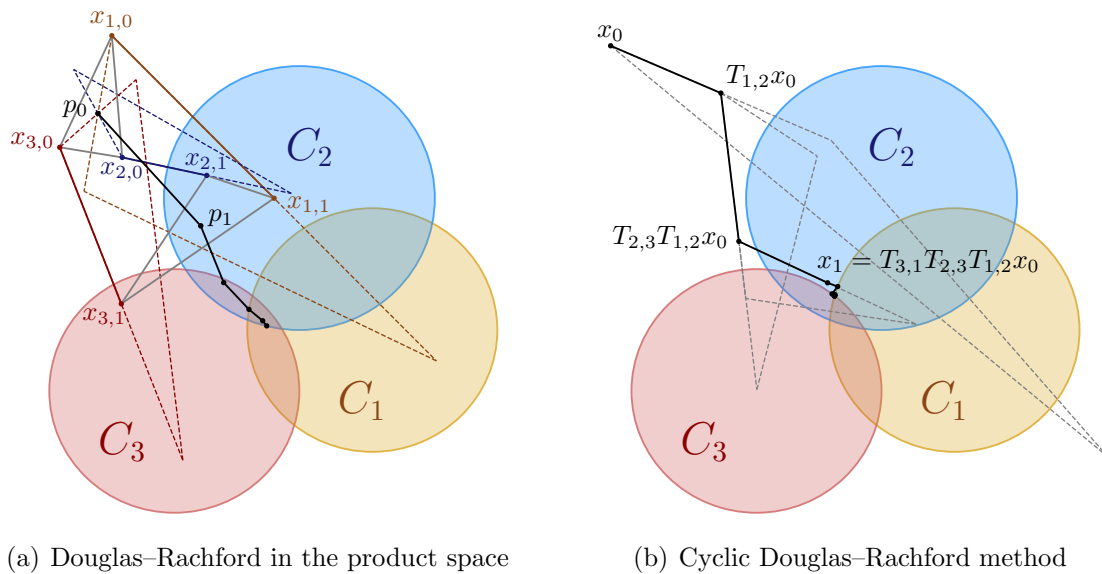 x_{1,0}
p_0
x_{3,0}
x_{2,0}
x_{2,1}
C_2
x_{1,1}
p_1
x_{3,1}
C_1
C_3
(a) Douglas–Rachford in the product space
x_0
T_{1,2}x_0
C_2
T_{2,3}T_{1,2}x_0
x_1 = T_{3,1}T_{2,3}T_{1,2}x_0
C_1
C_3
(b) Cyclic Douglas–Rachford method